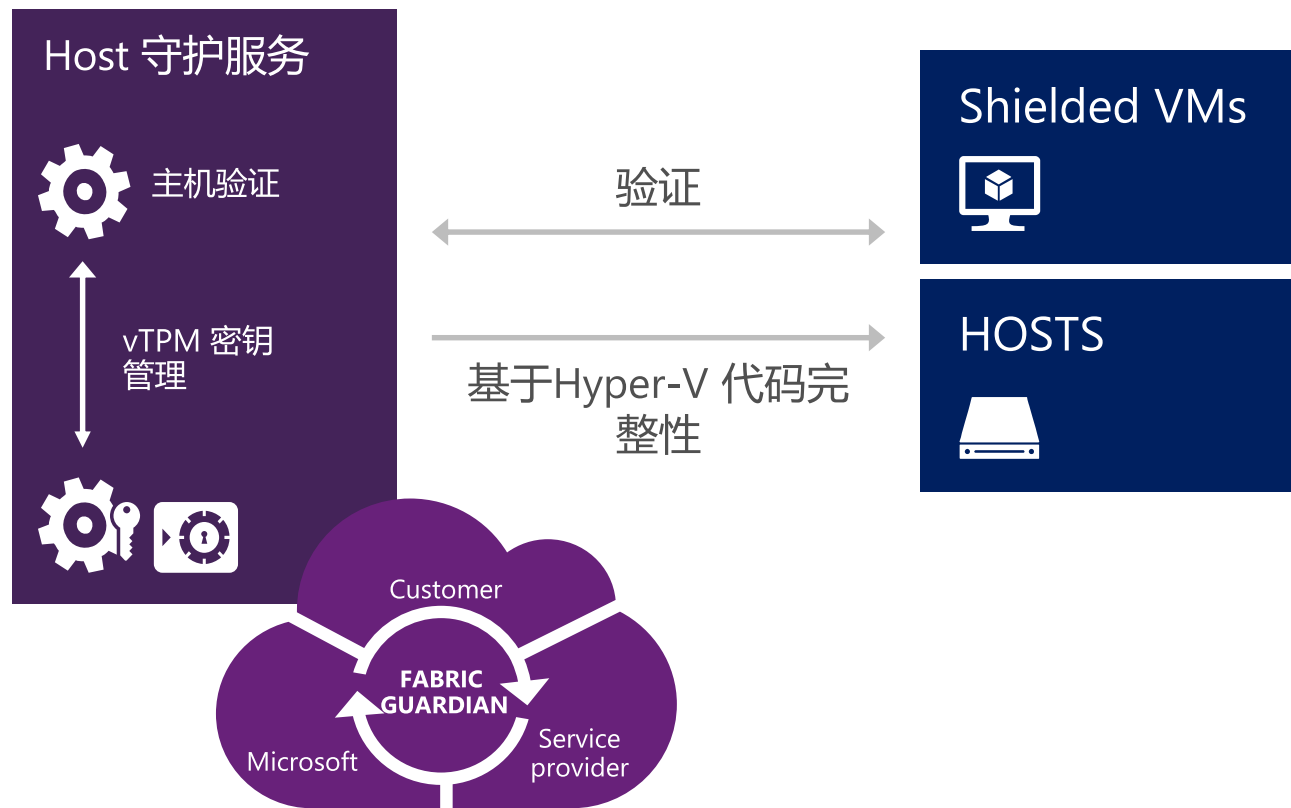 Host 守护服务
主机验证
vTPM 密钥
管理
验证
基于Hyper-V 代码完
整性
Shielded VMs
HOSTS
Customer
FABRIC
GUARDIAN
Microsoft
Service
provider